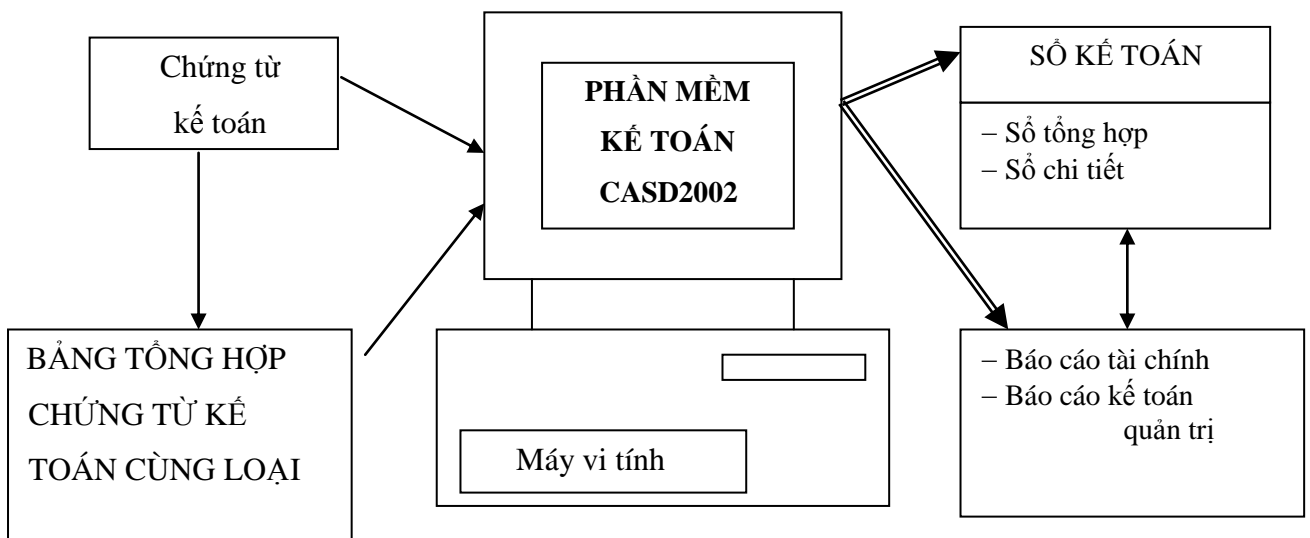 Chứng từ
kế toán
BẢNG TỔNG HỢP
CHỨNG TỪ KẾ
TOÁN CÙNG LOẠI
PHẦN MỀM
KẾ TOÁN
CASD2002
Máy vi tính
SỔ KẾ TOÁN
– Sổ tổng hợp
– Sổ chi tiết
– Báo cáo tài chính
– Báo cáo kế toán
quản trị